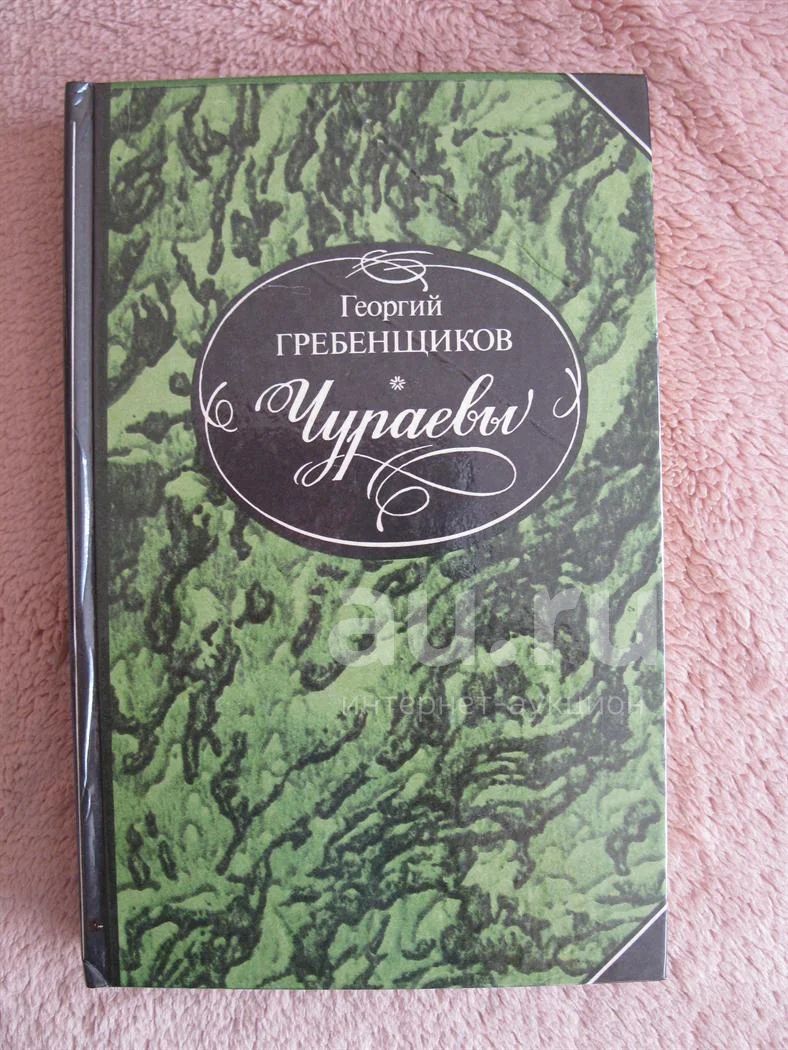 Георгий
ГРЕБЕНЩИКОВ
Чураевы
au.ru
интернет-аукцион